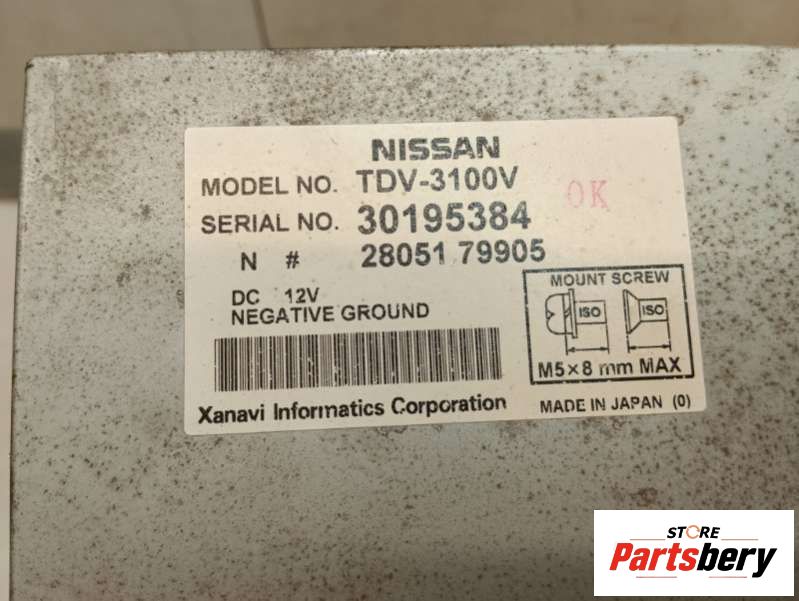 NISSAN
MODEL NO. TDV-3100V
OK
SERIAL NO. 30195384
N # 28051 79905
DC 12V
NEGATIVE GROUND
MOUNT SCREW
ISO ISO
M5×8 mm MAX
Xanavi Informatics Corporation
MADE IN JAPAN (0)
STORE
Partsbery